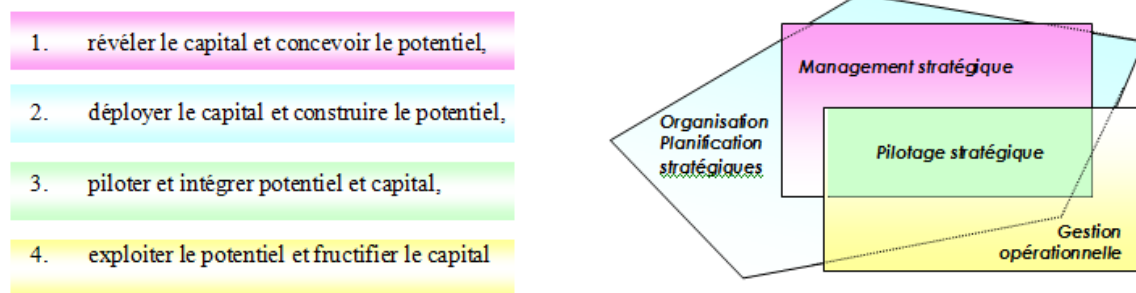 1. révéler le capital et concevoir le potentiel,
2. déployer le capital et construire le potentiel,
3. piloter et intégrer potentiel et capital,
4. exploiter le potentiel et fructifier le capital
Management stratégique
Organisation
Planification
stratégiques
Pilotage stratégique
Gestion
opérationnelle